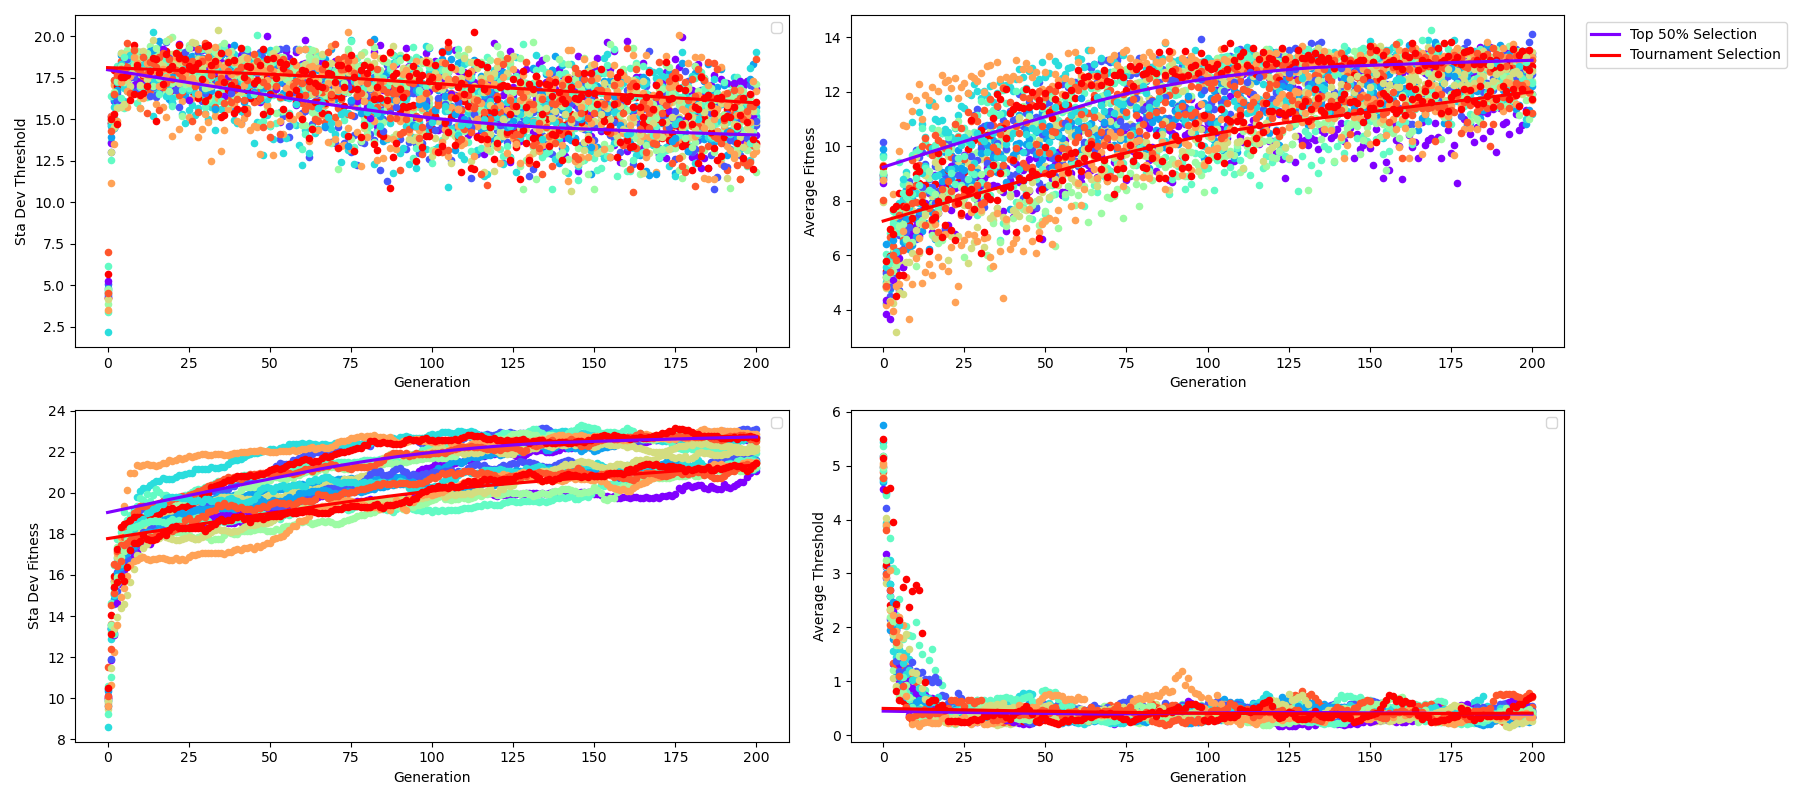 Top 50% Selection
Tournament Selection
20.0
17.5
15.0
12.5
10.0
7.5
5.0
2.5
Sta Dev Threshold
0 25 50 75 100 125 150 175 200
Generation
14
12
10
8
6
4
Average Fitness
0 25 50 75 100 125 150 175 200
Generation
24
22
20
18
16
14
12
10
8
Sta Dev Fitness
0 25 50 75 100 125 150 175 200
Generation
6
5
4
3
2
1
0
Average Threshold
0 25 50 75 100 125 150 175 200
Generation